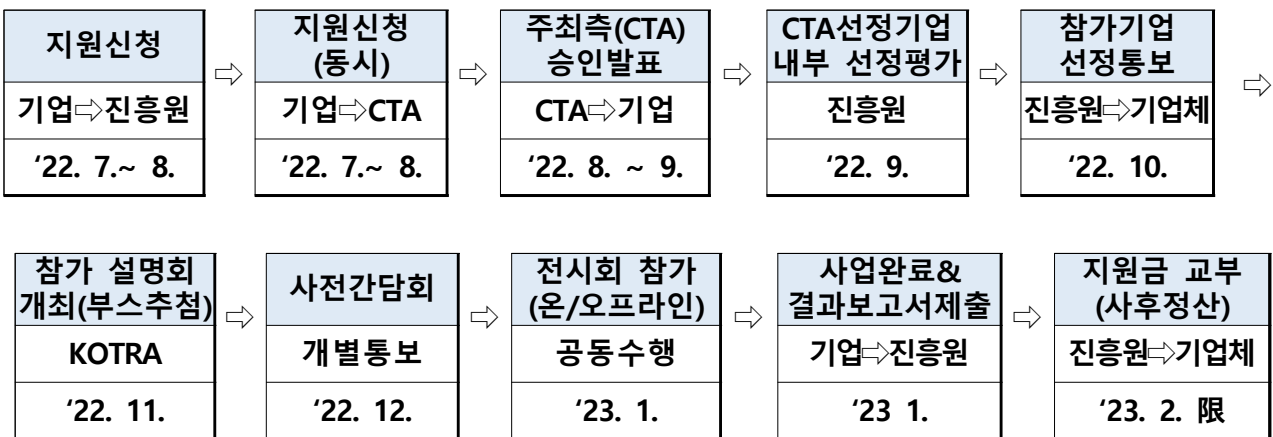 지원신청
기업⇨진흥원
‘22. 7.~ 8.
⇨
지원신청
(동시)
기업⇨CTA
‘22. 7.~ 8.
⇨
주최측(CTA)
승인발표
CTA⇨기업
‘22. 8. ~ 9.
⇨
CTA선정기업
내부 선정평가
진흥원
‘22. 9.
⇨
참가기업
선정통보
진흥원⇨기업체
‘22. 10.
⇨
참가 설명회
개최(부스추첨)
KOTRA
‘22. 11.
⇨
사전간담회
개별통보
‘22. 12.
⇨
전시회 참가
(온/오프라인)
공동수행
‘23. 1.
⇨
사업완료&
결과보고서제출
기업⇨진흥원
‘23 1.
⇨
지원금 교부
(사후정산)
진흥원⇨기업체
‘23. 2. 限